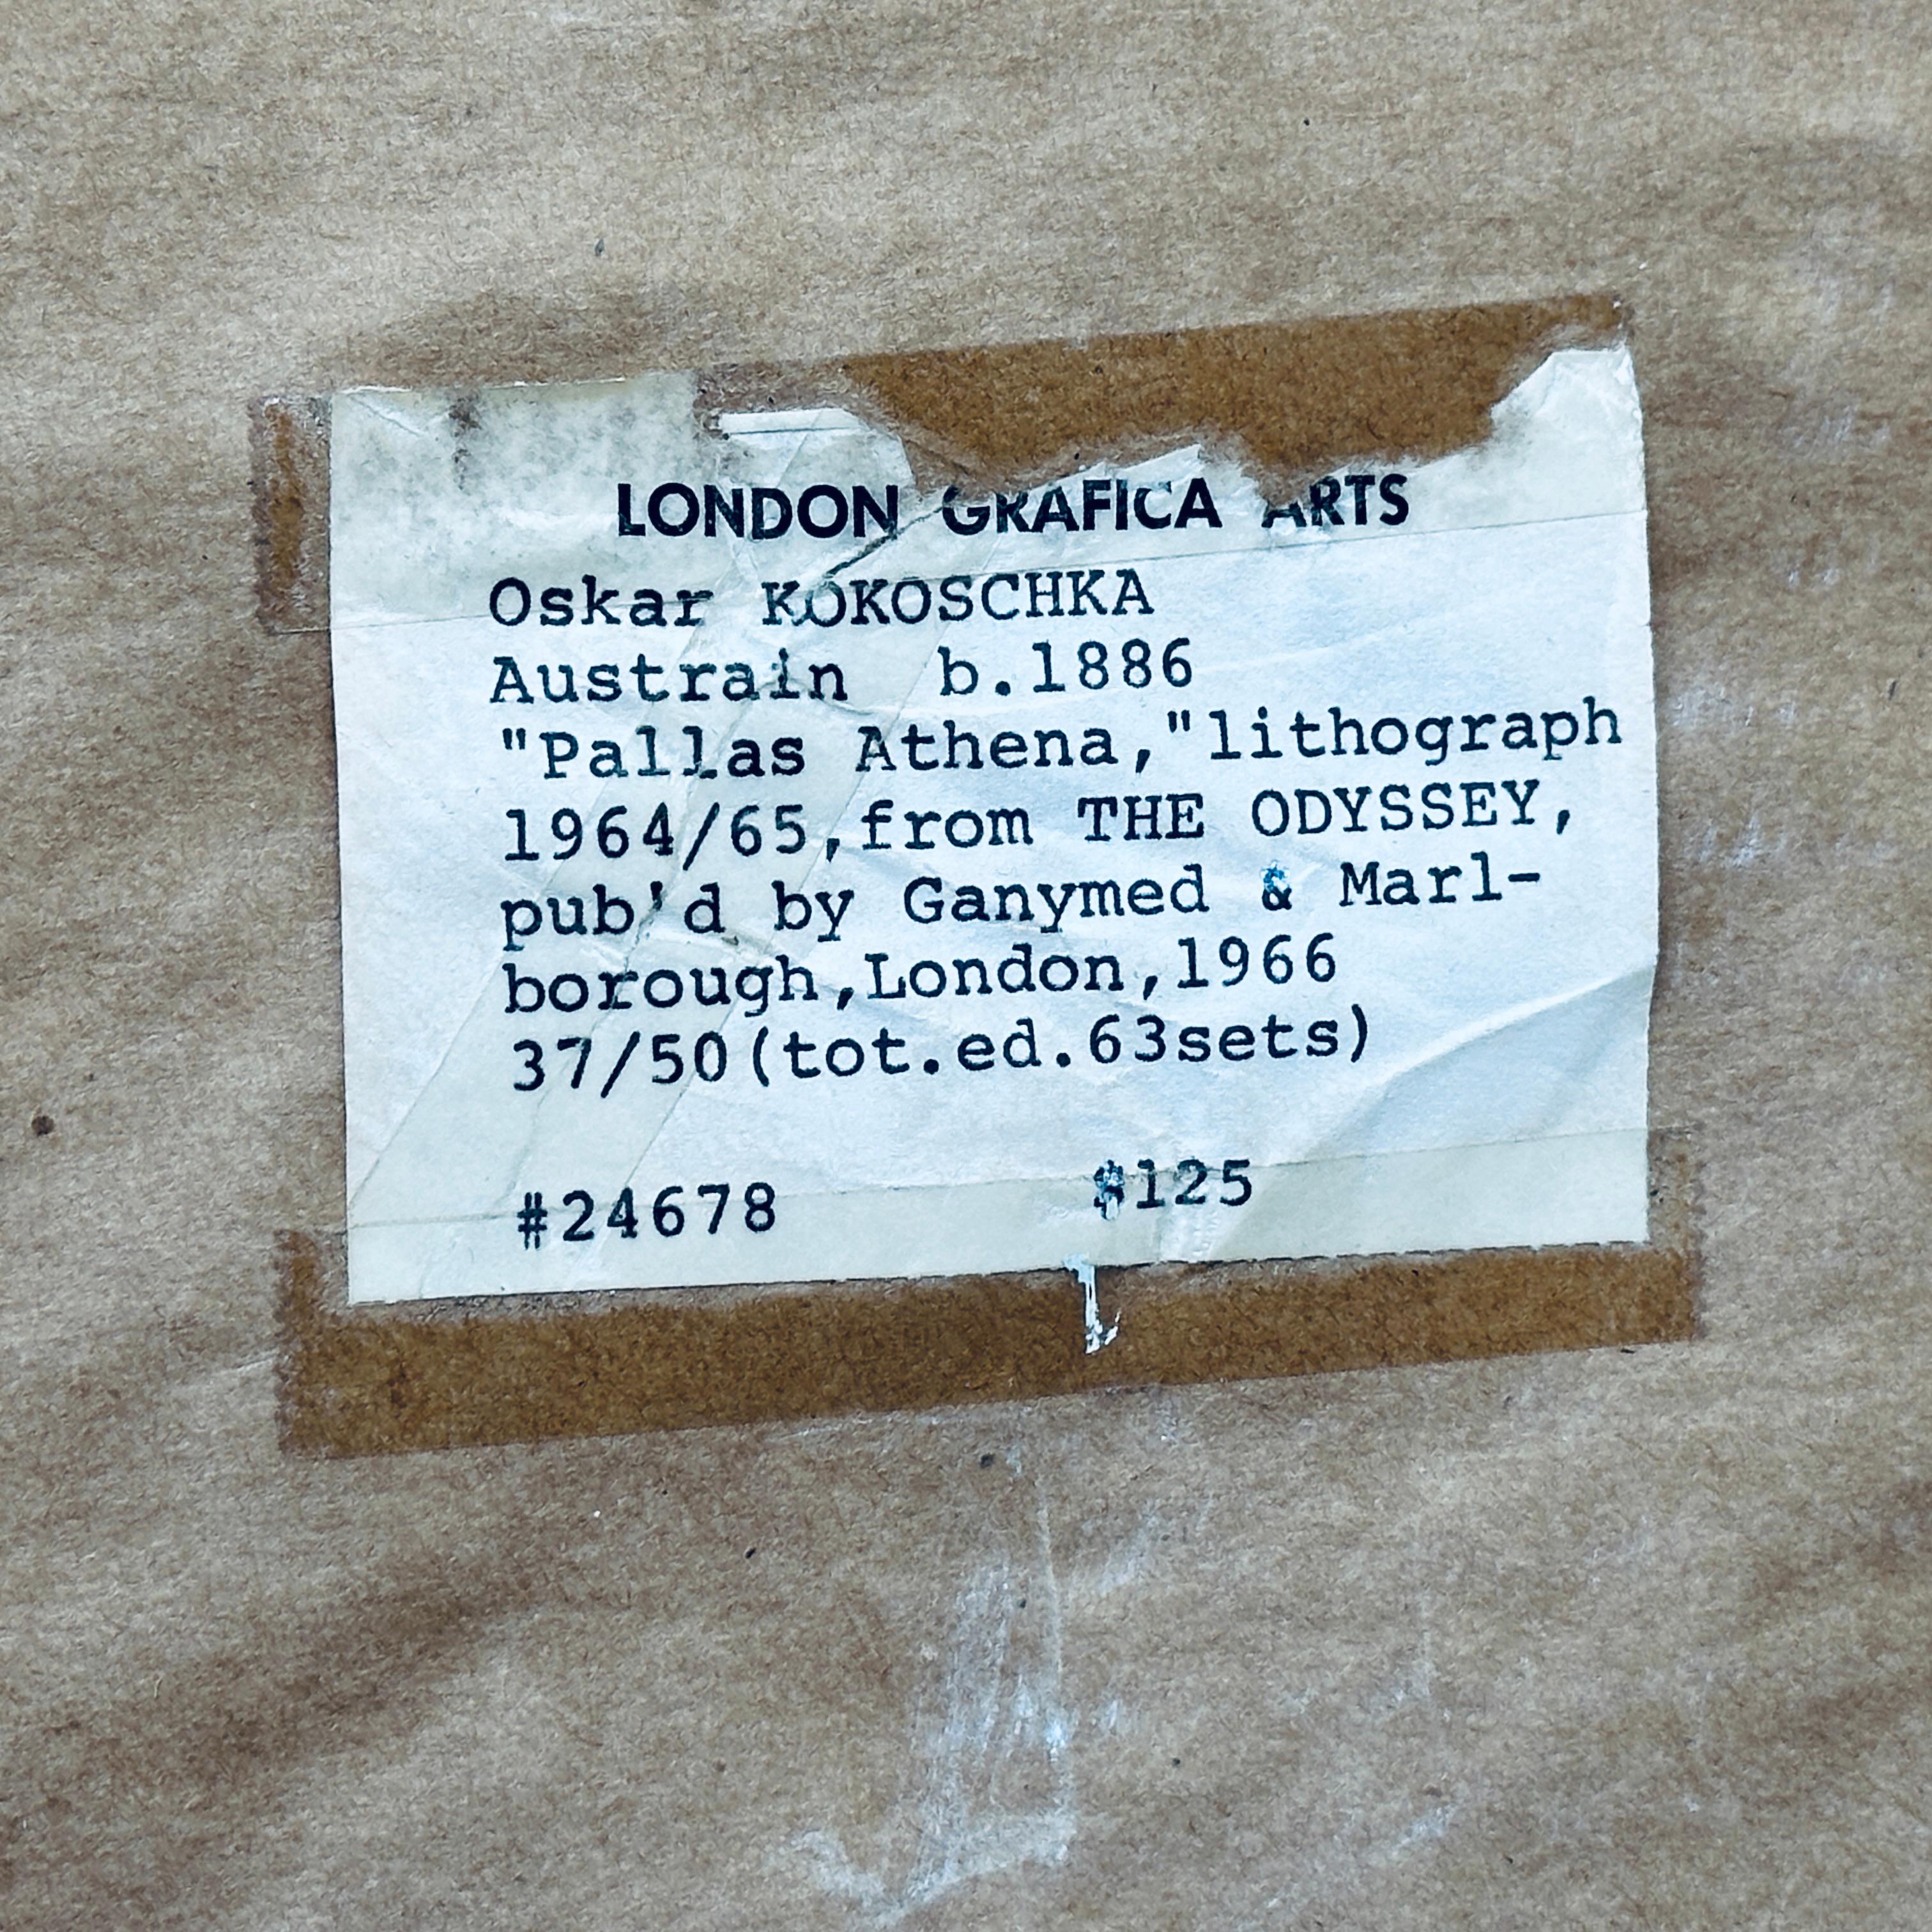 LONDON GRAFICA ARTS
Oskar KOKOSCHKA
Austrain b.1886
"Pallas Athena,"lithograph
1964/65,from THE ODYSSEY,
pub'd by Ganymed & Marl-
borough,London,1966
37/50(tot.ed.63sets)
#24678 $125